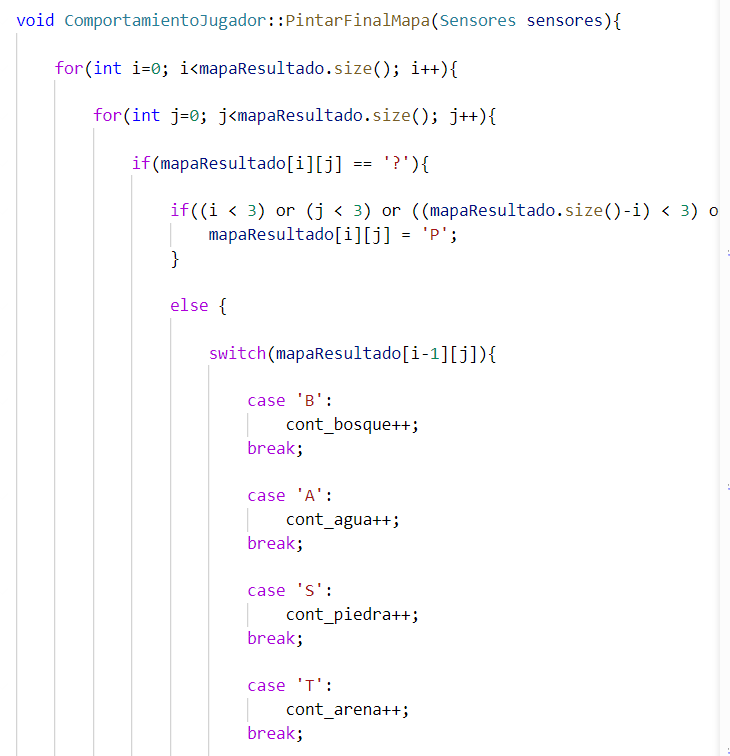 void ComportamientoJugador::PintarFinalMapa(Sensores sensores){
for(int i=0; i<mapaResultado.size(); i++){
for(int j=0; j<mapaResultado.size(); j++){
if(mapaResultado[i][j] == '?'){
if((i < 3) or (j < 3) or ((mapaResultado.size()-i) < 3) o
mapaResultado[i][j] = 'P';
}
else {
switch(mapaResultado[i-1][j]){
case 'B':
cont_bosque++;
break;
case 'A':
cont_agua++;
break;
case 'S':
cont_piedra++;
break;
case 'T':
cont_arena++;
break;